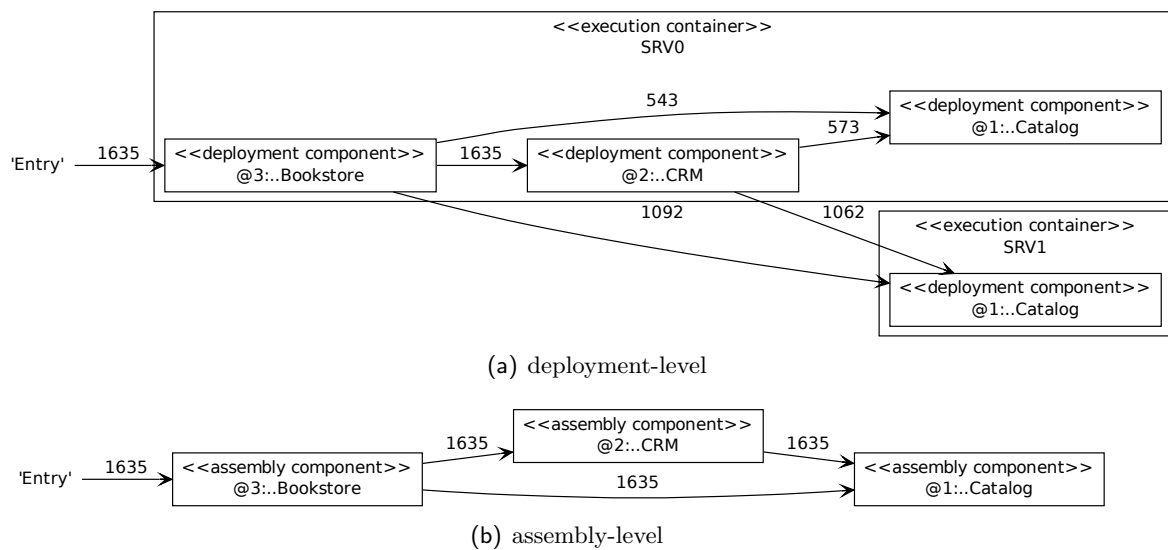 <<execution container>>
SRV0
543
<<deployment component>>
@1:..Catalog
573
'Entry'
1635
<<deployment component>>
@3:..Bookstore
1635
<<deployment component>>
@2:..CRM
1092
1062
<<execution container>>
SRV1
<<deployment component>>
@1:..Catalog
(a) deployment-level
<<assembly component>>
@2:..CRM
1635
1635
'Entry'
1635
<<assembly component>>
@3:..Bookstore
1635
<<assembly component>>
@1:..Catalog
(b) assembly-level